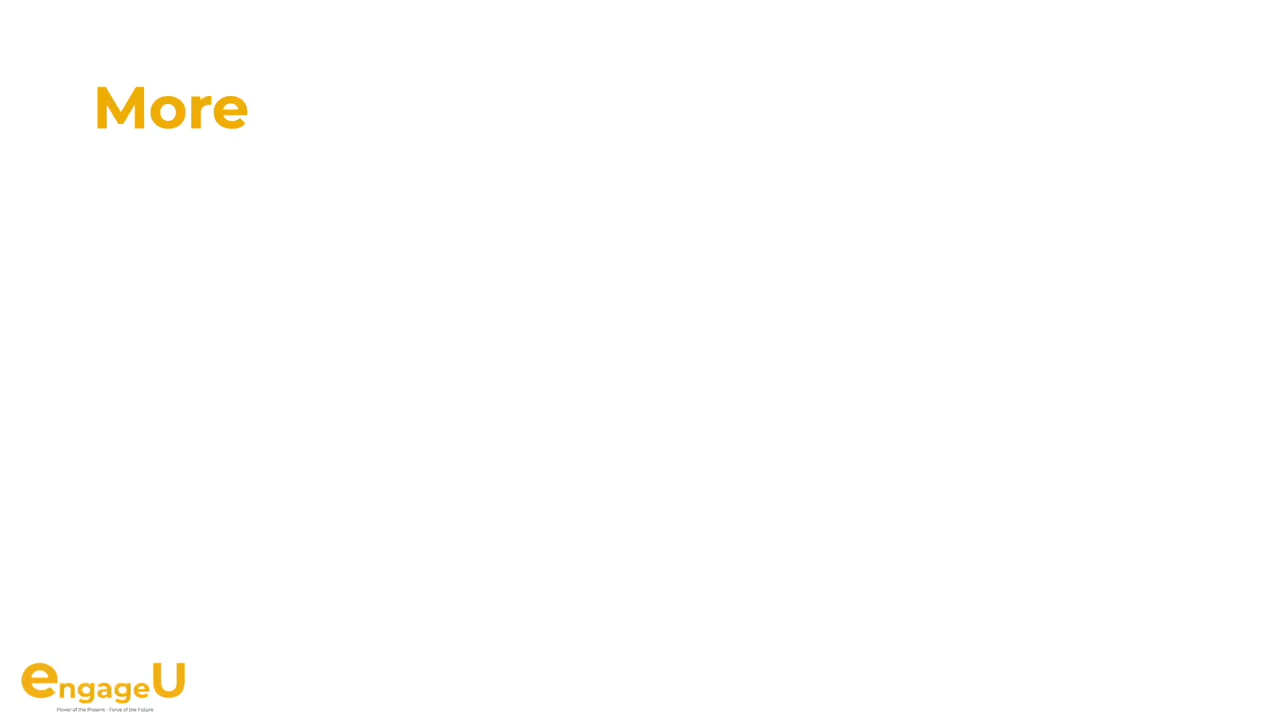 More
engageU
Power of the Present - Force of the Future